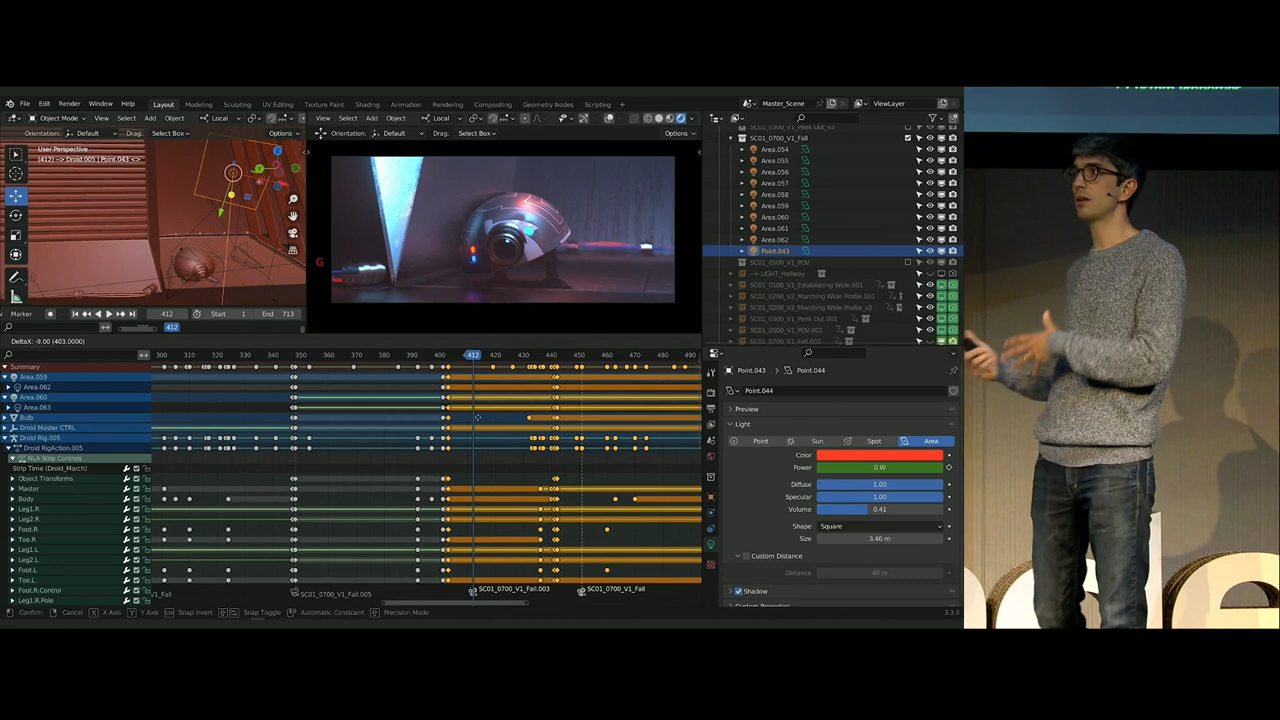 File Edit Render Window Help Layout Modeling Sculpting UV Editing Texture Paint Shading Animation Rendering Compositing Geometry Nodes Scripting + Master_Scene ViewLayer
Object Mode View Select Add Object Local View Select Add Object Local
Orientation: Default Drag: Select Box Options Orientation: Default Drag: Select Box Options
User Perspective
(412) --> Droid.005 | Point.043 <>
G
Marker 412 Start 1 End 713
412
SC01_0300_V1_Peek Out_v2
SC01_0700_V1_Fall
Area.054
Area.055
Area.056
Area.057
Area.058
Area.059
Area.060
Area.061
Area.062
Point.043
SC01_0500_V1_POV
--> LIGHT_Hallway
SC01_0100_V1_Establishing Wide.001
SC01_0200_V2_Marching Wide Profile.001
SC01_0200_V2_Marching Wide Profile_v2
SC01_0300_V1_Peek Out.001
SC01_0500_V1_POV.001
SC01_0700_V1_Fall.002
DeltaX: -9.00 (403.0000)
300 310 320 330 340 350 360 370 380 390 400 412 420 430 440 450 460 470 480 490
Summary
Area.059
Area.062
Area.060
Area.063
Bulb
Droid Master CTRL
Droid Rig.005
Droid RigAction.005
NLA Strip Controls
Strip Time (Droid_March)
Object Transforms
Master
Body
Leg1.R
Leg2.R
Foot.R
Toe.R
Leg1.L
Leg2.L
Foot.L
Toe.L
Foot.R.Control
Leg1.R.Pole
V1_Fall SC01_0700_V1_Fall.005 SC01_0700_V1_Fall.003 SC01_0700_V1_Fall
Confirm Cancel X X Axis Y Y Axis Snap Invert Snap Toggle Automatic Constraint Precision Mode
Point.043 > Point.044
Point.044
Preview
Light
Point Sun Spot Area
Color
Power 0 W
Diffuse 1.00
Specular 1.00
Volume 0.41
Shape Square
Size 3.46 m
Custom Distance
Distance 40 m
Shadow
Custom Properties
3.3.0